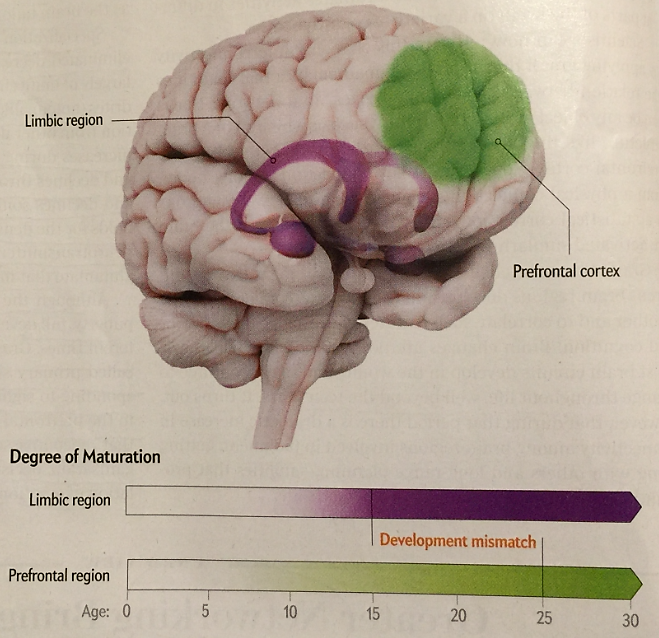 Limbic region
Prefrontal cortex
Degree of Maturation
Limbic region
Development mismatch
Prefrontal region
Age: 0 5 10 15 20 25 30